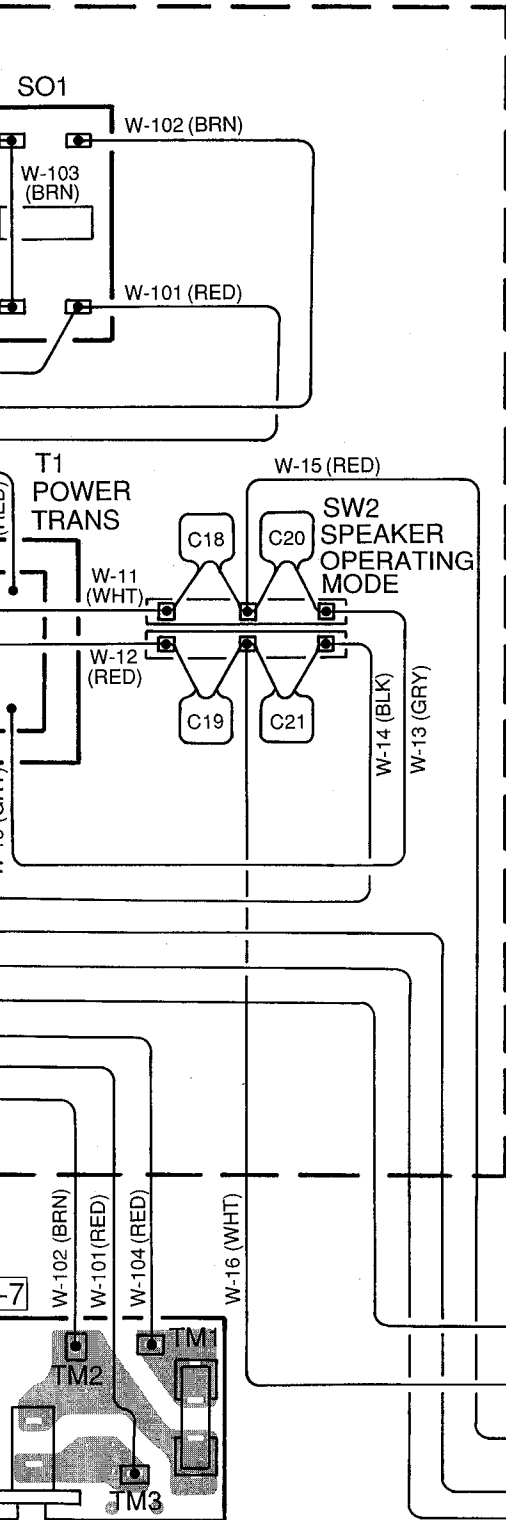 SO1
W-102 (BRN)
W-103
(BRN)
W-101 (RED)
T1
POWER
TRANS
W-15 (RED)
SW2
SPEAKER
OPERATING
MODE
C18
C20
W-11
(WHT)
W-12
(RED)
C19
C21
W-14 (BLK)
W-13 (GRY)
W-102 (BRN)
W-101 (RED)
W-104 (RED)
W-16 (WHT)
-7
TM1
TM2
TM3